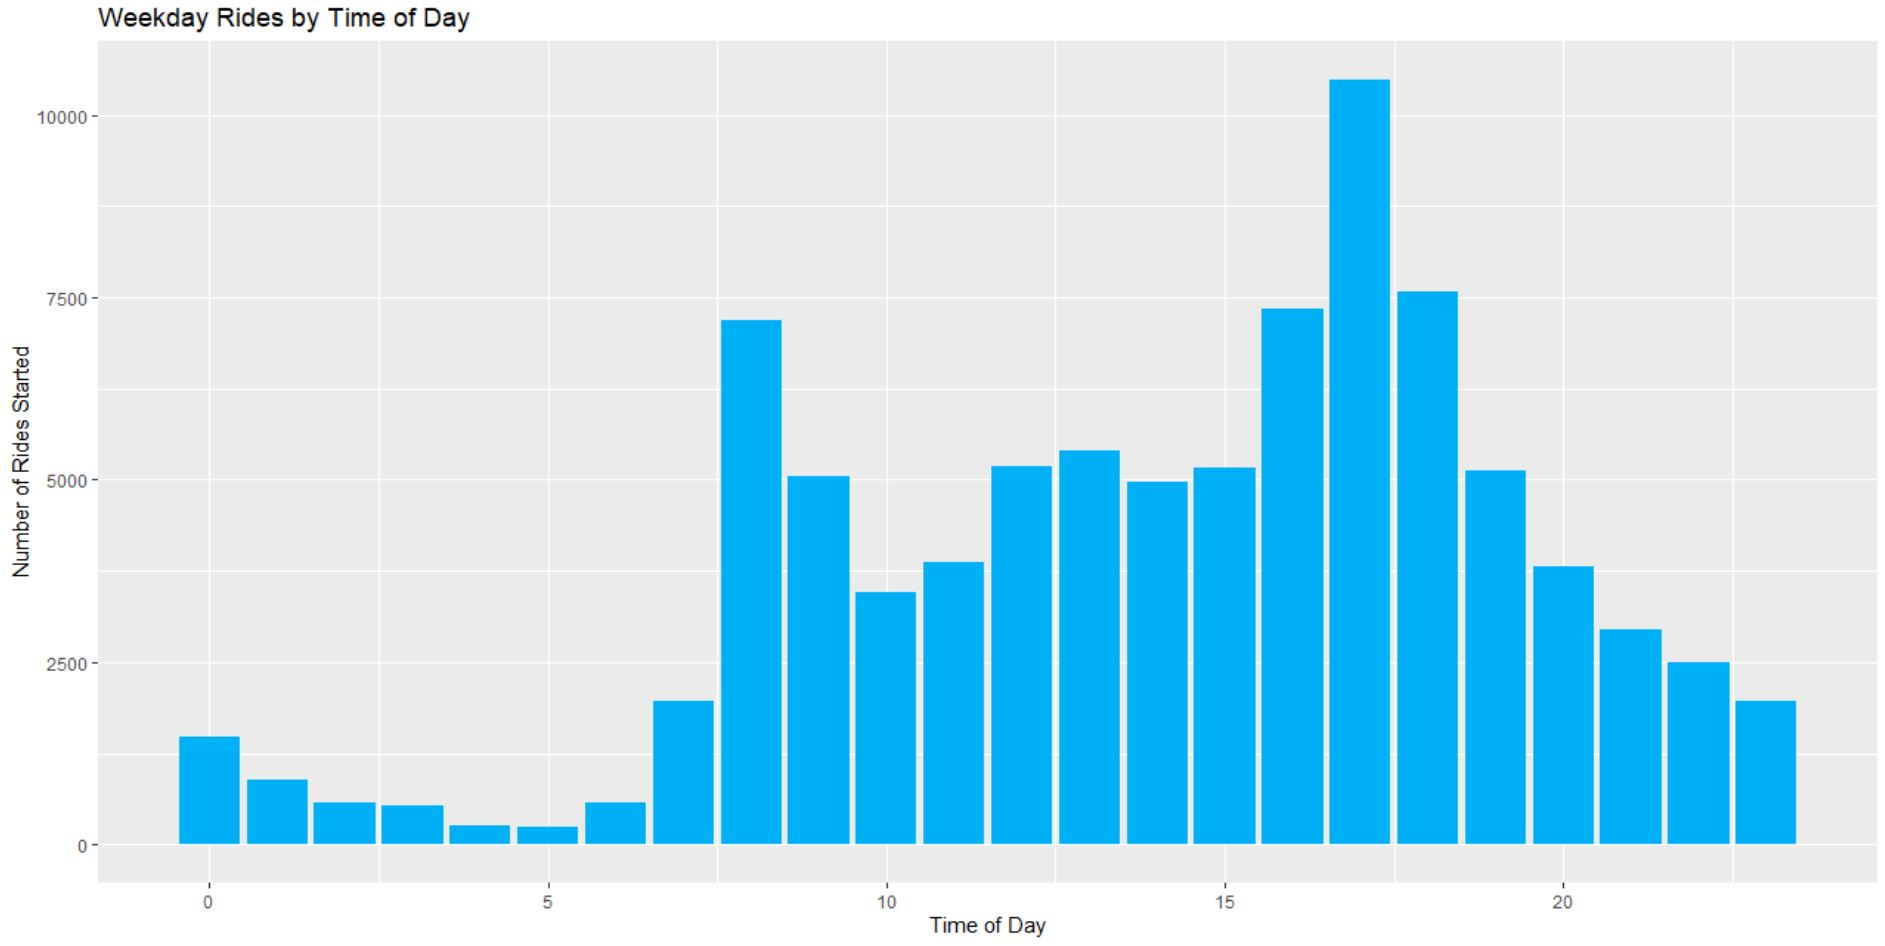 Weekday Rides by Time of Day
Number of Rides Started
10000
7500
5000
2500
0
0 5 10 15 20
Time of Day